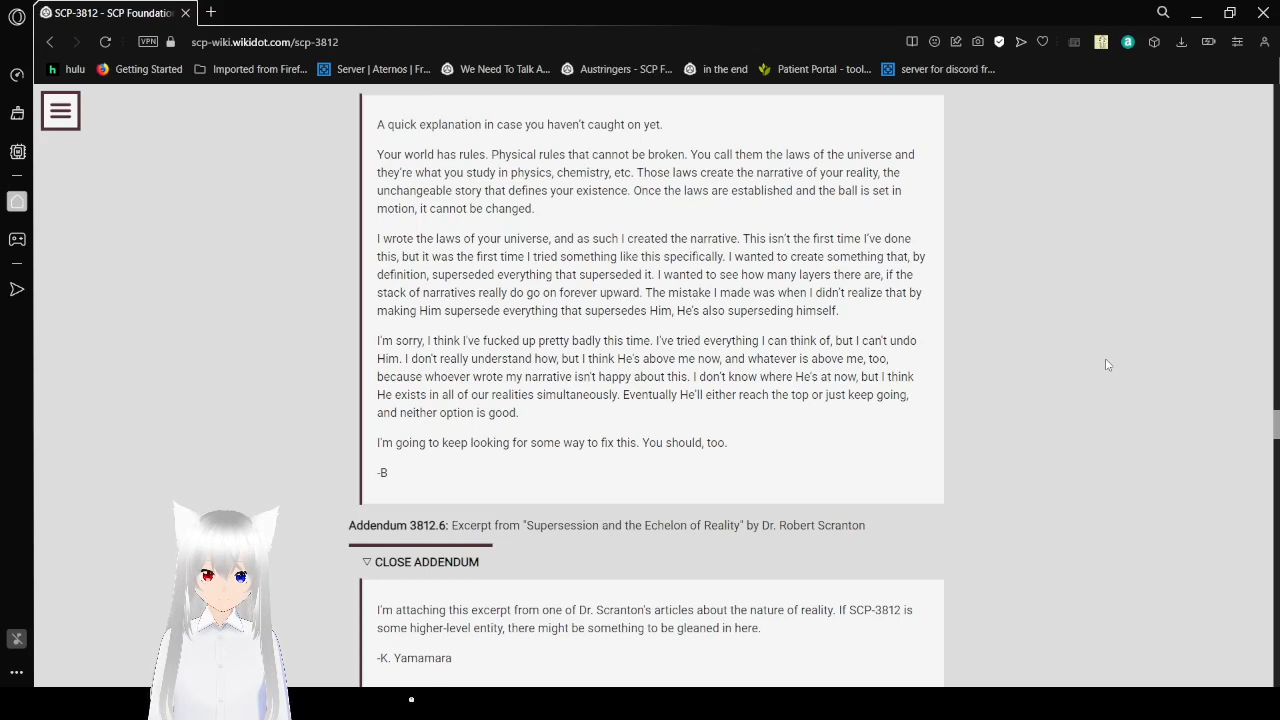 SCP-3812 - SCP Foundatio
scp-wiki.wikidot.com/scp-3812
VPN
hulu
Getting Started
Imported from Firef...
Server | Aternos | Fr...
We Need To Talk A...
Austringers - SCP F...
in the end
Patient Portal - tool...
server for discord fr...
A quick explanation in case you haven't caught on yet.
Your world has rules. Physical rules that cannot be broken. You call them the laws of the universe and
they're what you study in physics, chemistry, etc. Those laws create the narrative of your reality, the
unchangeable story that defines your existence. Once the laws are established and the ball is set in
motion, it cannot be changed.
I wrote the laws of your universe, and as such I created the narrative. This isn't the first time I've done
this, but it was the first time I tried something like this specifically. I wanted to create something that, by
definition, superseded everything that superseded it. I wanted to see how many layers there are, if the
stack of narratives really do go on forever upward. The mistake I made was when I didn't realize that by
making Him supersede everything that supersedes Him, He's also superseding himself.
I'm sorry, I think I've fucked up pretty badly this time. I've tried everything I can think of, but I can't undo
Him. I don't really understand how, but I think He's above me now, and whatever is above me, too,
because whoever wrote my narrative isn't happy about this. I don't know where He's at now, but I think
He exists in all of our realities simultaneously. Eventually He'll either reach the top or just keep going,
and neither option is good.
I'm going to keep looking for some way to fix this. You should, too.
-B
Addendum 3812.6: Excerpt from "Supersession and the Echelon of Reality" by Dr. Robert Scranton
▽ CLOSE ADDENDUM
I'm attaching this excerpt from one of Dr. Scranton's articles about the nature of reality. If SCP-3812 is
some higher-level entity, there might be something to be gleaned in here.
-K. Yamamara